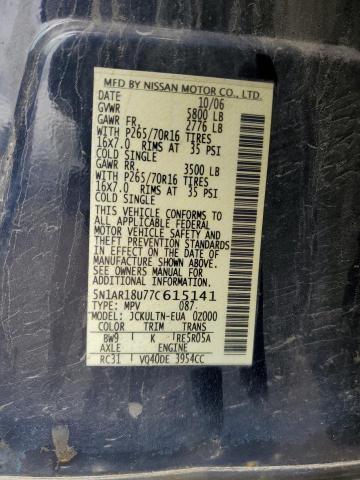 MFD BY NISSAN MOTOR CO., LTD.
DATE 10/06
GVWR 5800 LB
GAWR FR. 2776 LB
WITH P265/70R16 TIRES
16X7.0 RIMS AT 35 PSI
COLD SINGLE
GAWR RR. 3500 LB
WITH P265/70R16 TIRES
16X7.0 RIMS AT 35 PSI
COLD SINGLE
THIS VEHICLE CONFORMS TO
ALL APPLICABLE FEDERAL
MOTOR VEHICLE SAFETY STANDARDS
IN EFFECT ON THE DATE OF
MANUFACTURE SHOWN ABOVE.
SEE OWNERS MANUAL FOR
ADDITIONAL INFORMATION
5N1AR18U77C615141
TYPE: MPV 087
MODEL: JCKULTN-EUA 02000
COLOR TRIM TRANS
BW9 K RE5R05A
AXLE ENGINE
RC31 VQ40DE 3954CC